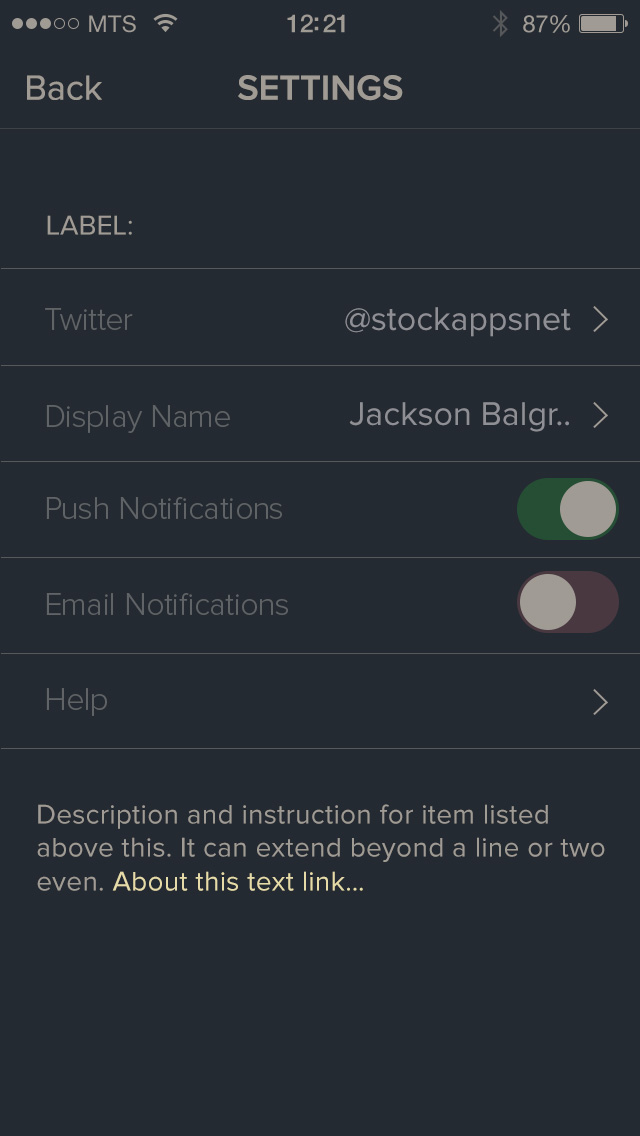 MTS 12:21 87%
Back SETTINGS
LABEL:
Twitter @stockappsnet
Display Name Jackson Balgr..
Push Notifications
Email Notifications
Help
Description and instruction for item listed
above this. It can extend beyond a line or two
even. About this text link...